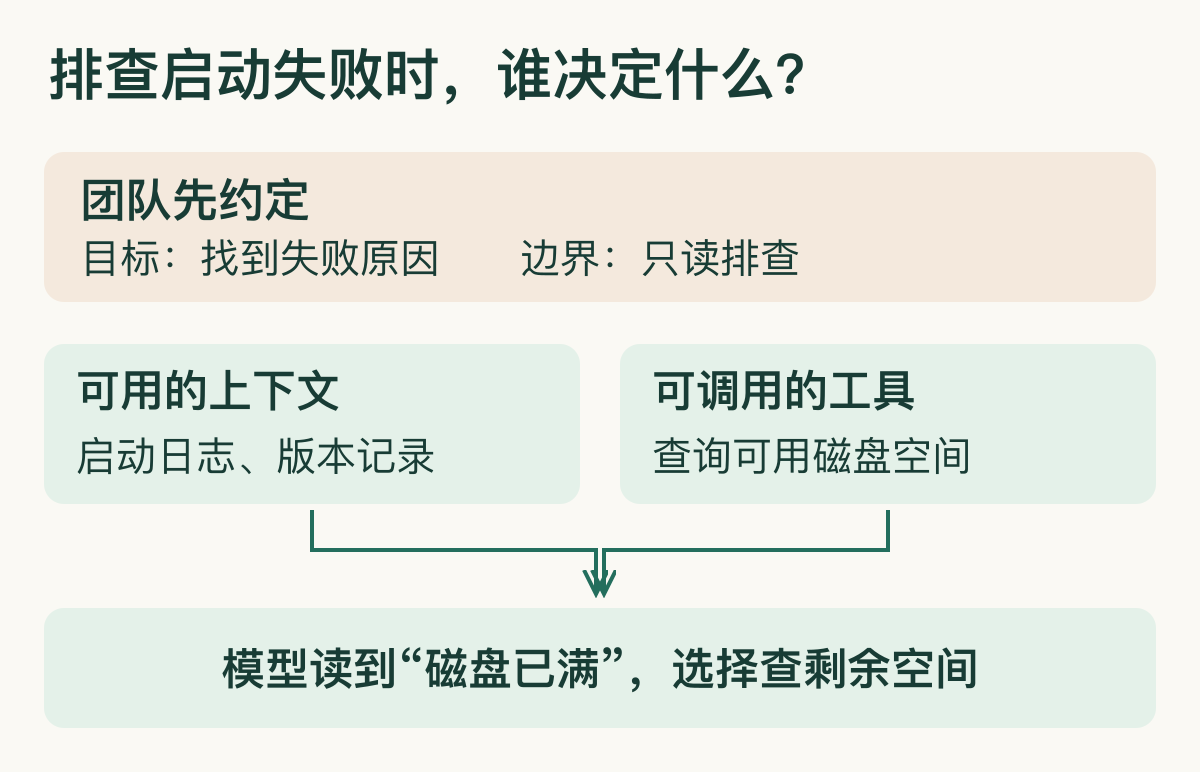 排查启动失败时，谁决定什么？
团队先约定
目标：找到失败原因　　边界：只读排查
可用的上下文
启动日志、版本记录
可调用的工具
查询可用磁盘空间
模型读到“磁盘已满”，选择查剩余空间